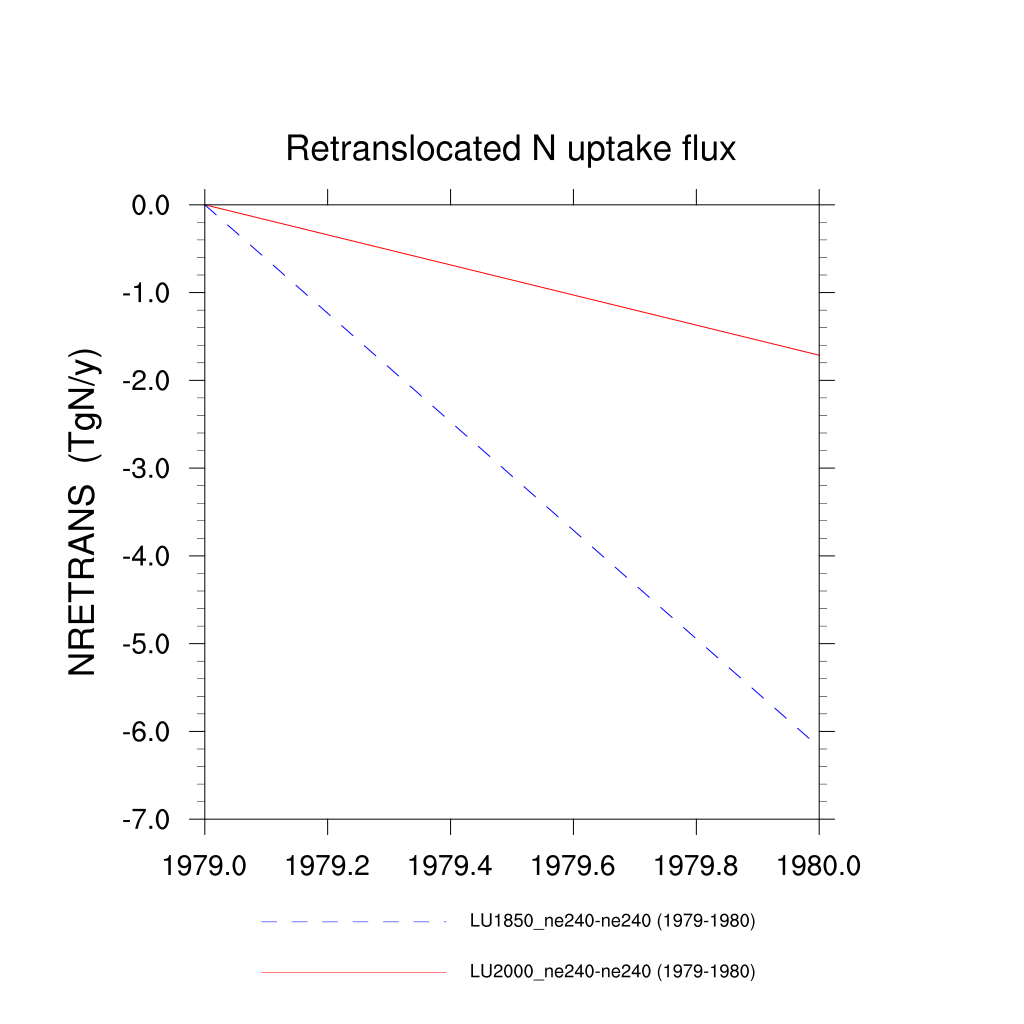 Retranslocated N uptake flux
NRETRANS (TgN/y)
0.0
-1.0
-2.0
-3.0
-4.0
-5.0
-6.0
-7.0
1979.0 1979.2 1979.4 1979.6 1979.8 1980.0
LU1850_ne240-ne240 (1979-1980)
LU2000_ne240-ne240 (1979-1980)